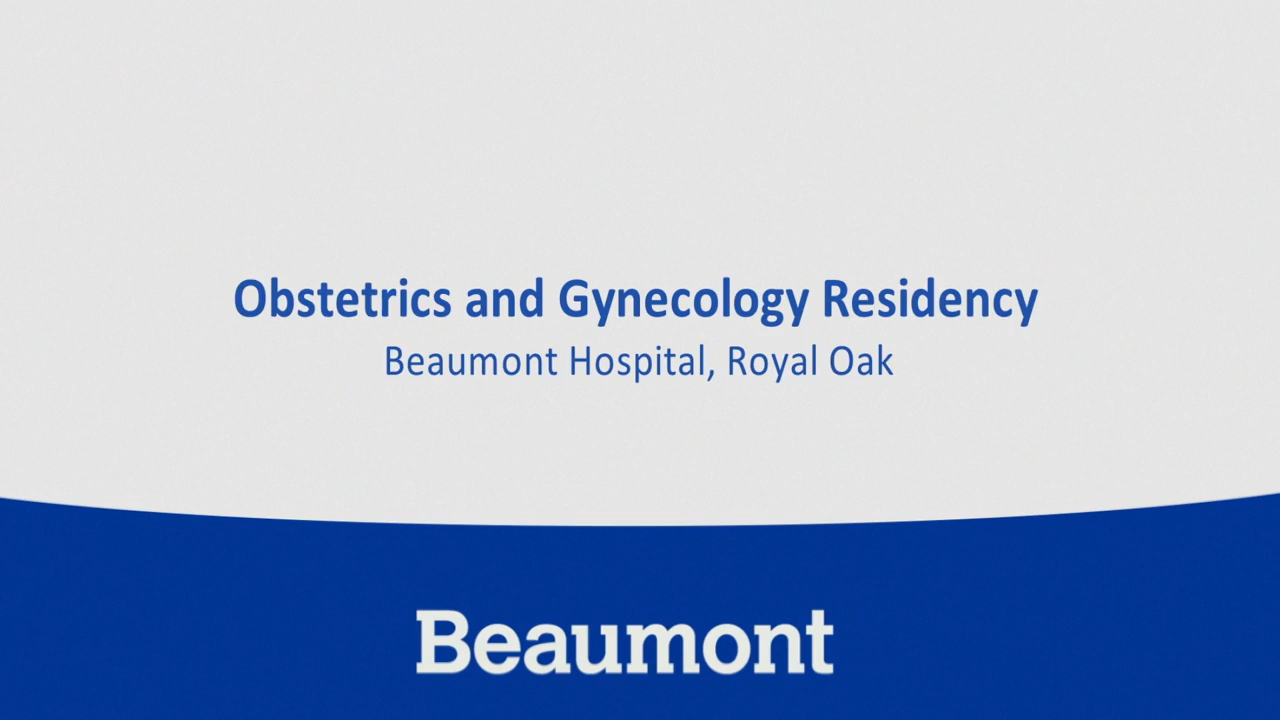 Obstetrics and Gynecology Residency
Beaumont Hospital, Royal Oak
Beaumont